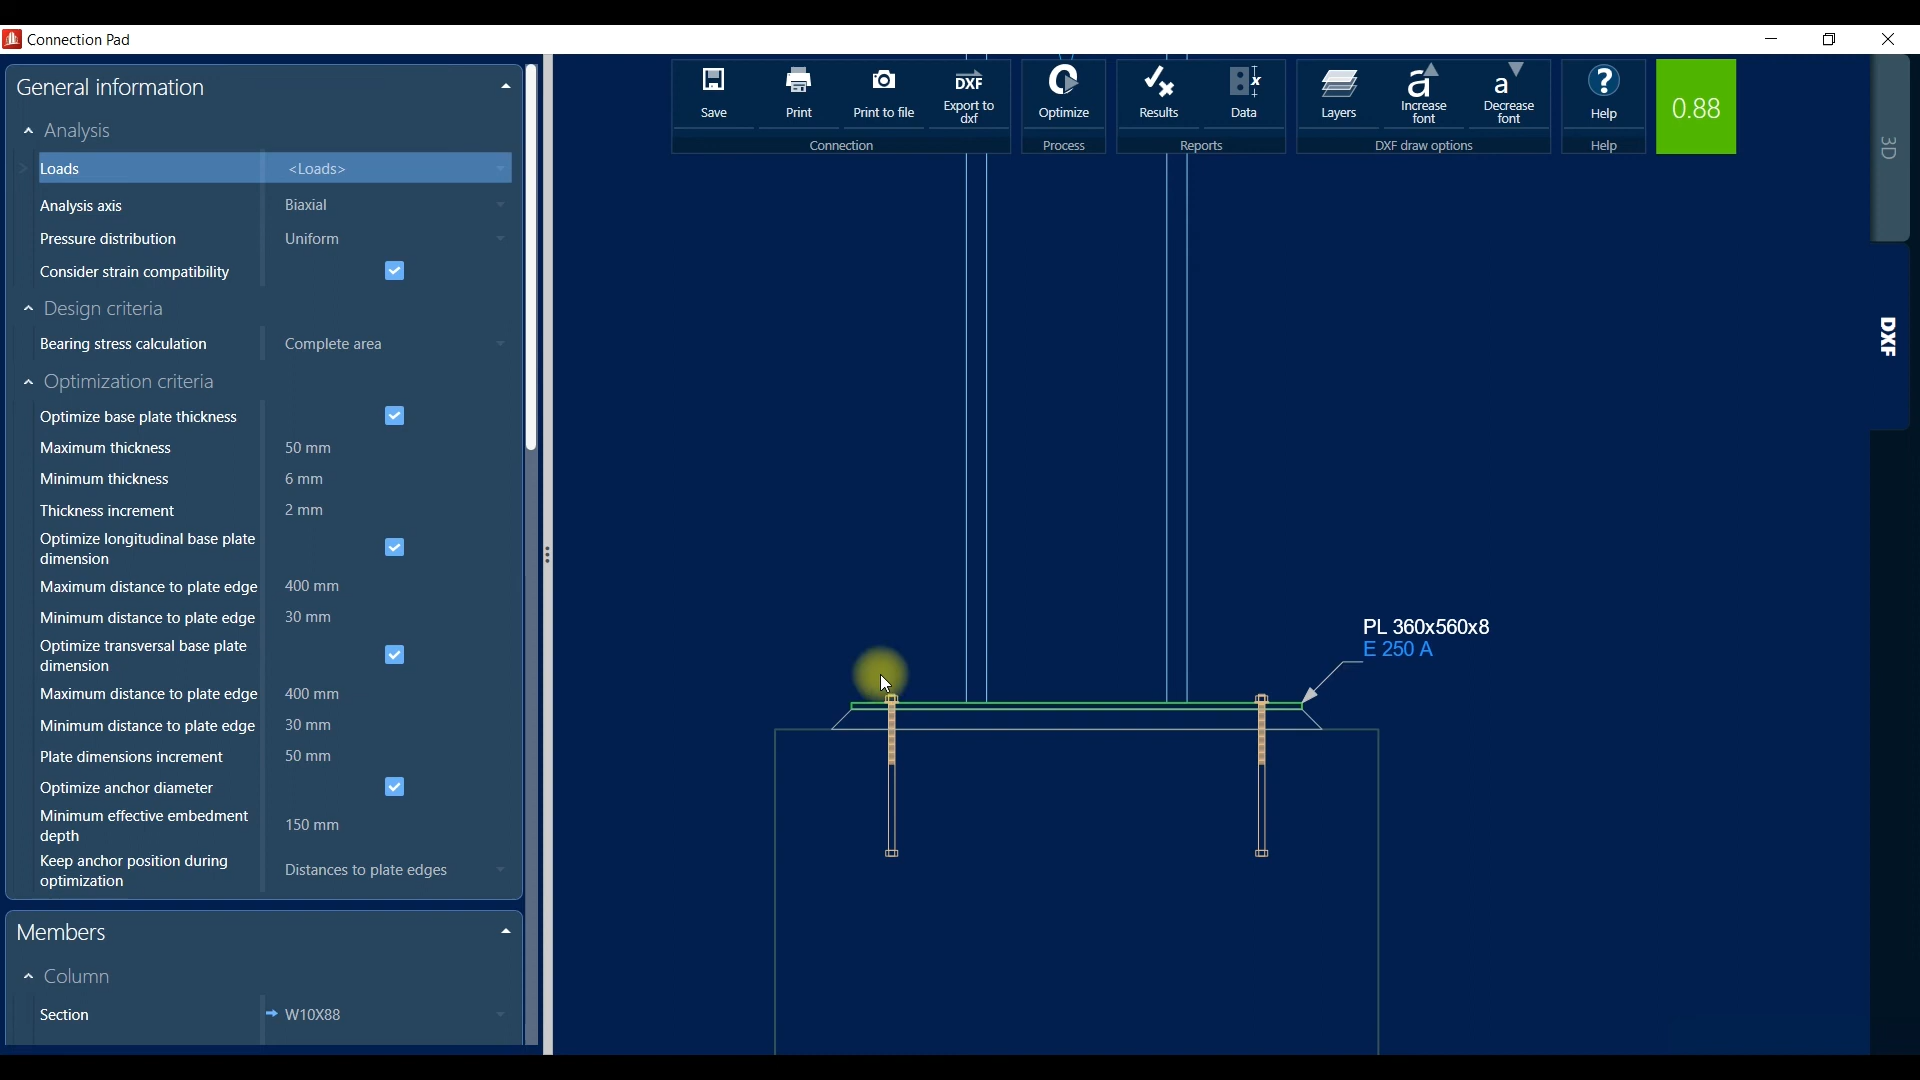 Connection Pad
General information
Analysis
Loads <Loads>
Analysis axis Biaxial
Pressure distribution Uniform
Consider strain compatibility
Design criteria
Bearing stress calculation Complete area
Optimization criteria
Optimize base plate thickness
Maximum thickness 50 mm
Minimum thickness 6 mm
Thickness increment 2 mm
Optimize longitudinal base plate
dimension
Maximum distance to plate edge 400 mm
Minimum distance to plate edge 30 mm
Optimize transversal base plate
dimension
Maximum distance to plate edge 400 mm
Minimum distance to plate edge 30 mm
Plate dimensions increment 50 mm
Optimize anchor diameter
Minimum effective embedment
depth
150 mm
Keep anchor position during
optimization
Distances to plate edges
Members
Column
Section W10X88
Save
Print
Print to file
DXF
Export to
dxf
Connection
Optimize
Process
Results
x
Data
Reports
Layers
a
Increase
font
a
Decrease
font
DXF draw options
?
Help
Help
0.88
3D
DXF
PL 360x560x8
E 250 A